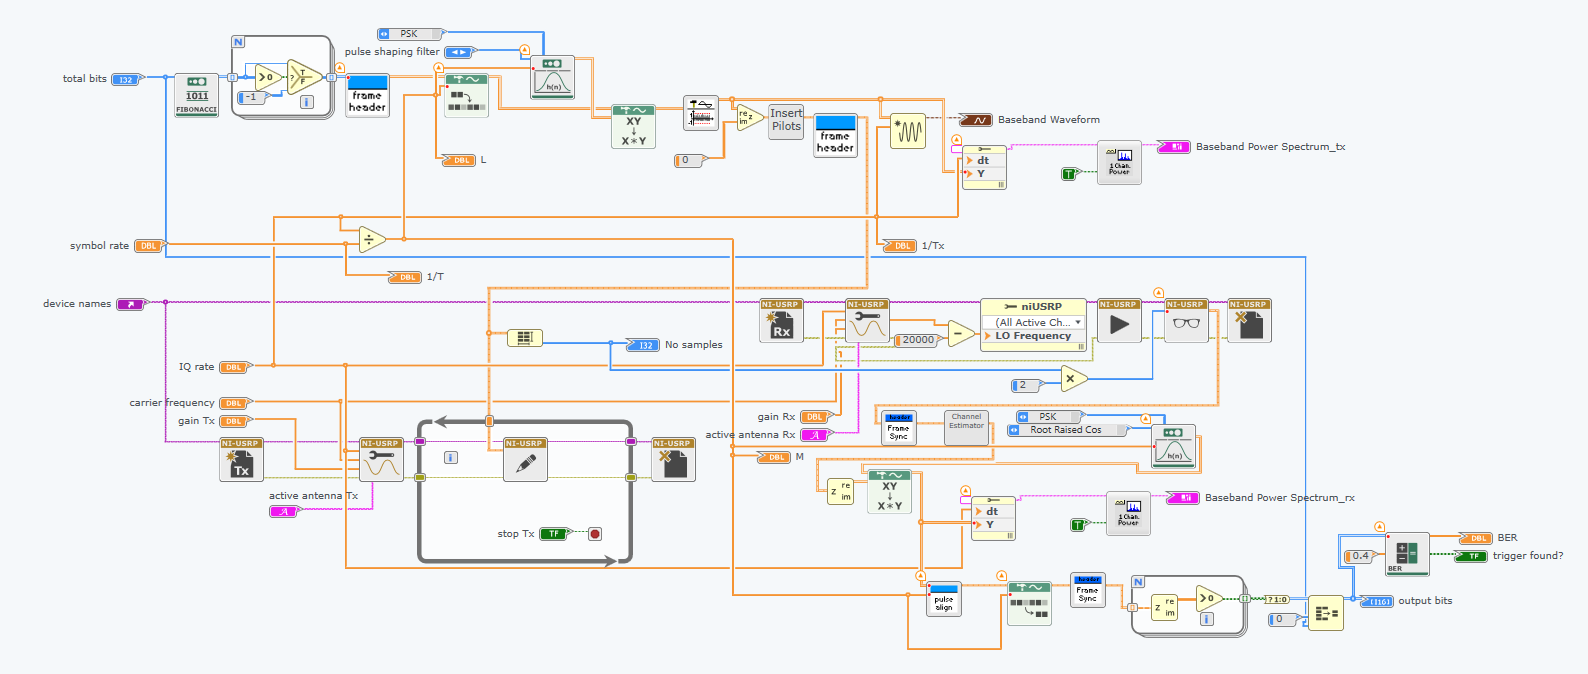 PSK
pulse shaping filter
total bits
I32
N
>0
?
T
F
-1
i
1011
FIBONACCI
frame
header
h(n)
XY
X*Y
re
im
0
Insert
Pilots
frame
header
Baseband Waveform
dt
Y
T
1 Chan.
Power
Baseband Power Spectrum_tx
DBL
L
symbol rate
DBL
÷
DBL
1/Tx
DBL
1/T
device names
NI-USRP
Rx
NI-USRP
niUSRP
(All Active Ch...
LO Frequency
NI-USRP
NI-USRP
NI-USRP
20000
-
I32
No samples
IQ rate
DBL
2
x
carrier frequency
DBL
gain Tx
DBL
gain Rx
DBL
active antenna Rx
A
DBL
M
header
Frame
Sync
Channel
Estimator
PSK
Root Raised Cos
h(n)
NI-USRP
Tx
NI-USRP
i
NI-USRP
NI-USRP
active antenna Tx
A
stop Tx
TF
z
re
im
XY
X*Y
dt
Y
T
1 Chan.
Power
Baseband Power Spectrum_rx
0.4
BER
DBL
BER
TF
trigger found?
pulse
align
header
Frame
Sync
N
z
re
im
>0
i
? 1:0
0
output bits